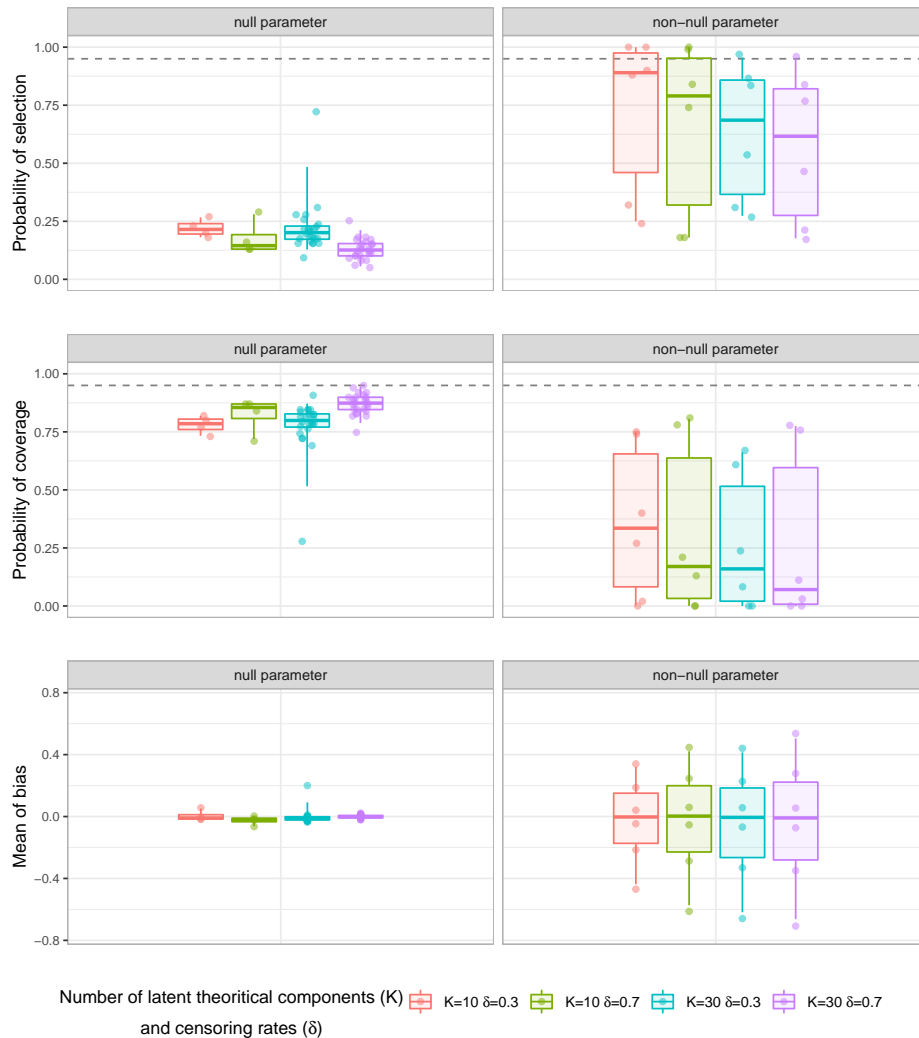 null parameter
non−null parameter
Probability of selection
1.00
0.75
0.50
0.25
0.00
null parameter
non−null parameter
Probability of coverage
1.00
0.75
0.50
0.25
0.00
null parameter
non−null parameter
Mean of bias
0.8
0.4
0.0
−0.4
−0.8
Number of latent theoritical components (K)
and censoring rates (δ)
K=10 δ=0.3
K=10 δ=0.7
K=30 δ=0.3
K=30 δ=0.7